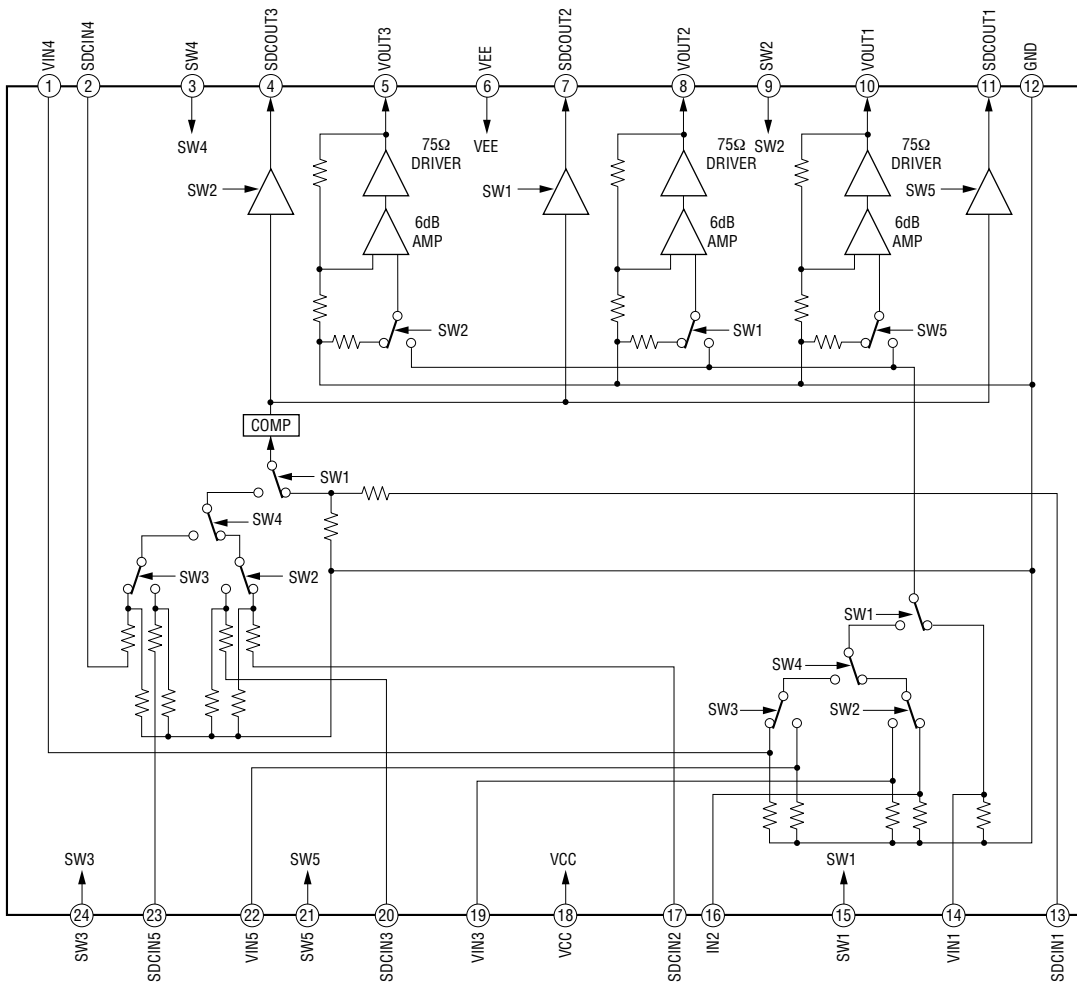 VIN4
SDCIN4
SW4
SDCOUT3
VOUT3
VEE
SDCOUT2
VOUT2
SW2
VOUT1
SDCOUT1
GND
1
2
3
4
5
6
7
8
9
10
11
12
SW4
VEE
SW2
75Ω
DRIVER
75Ω
DRIVER
75Ω
DRIVER
SW2
SW1
SW5
6dB
AMP
6dB
AMP
6dB
AMP
SW2
SW1
SW5
COMP
SW1
SW4
SW3
SW2
SW1
SW4
SW3
SW2
SW3
SW5
VCC
SW1
24
23
22
21
20
19
18
17
16
15
14
13
SW3
SDCIN5
VIN5
SW5
SDCIN3
VIN3
VCC
SDCIN2
IN2
SW1
VIN1
SDCIN1